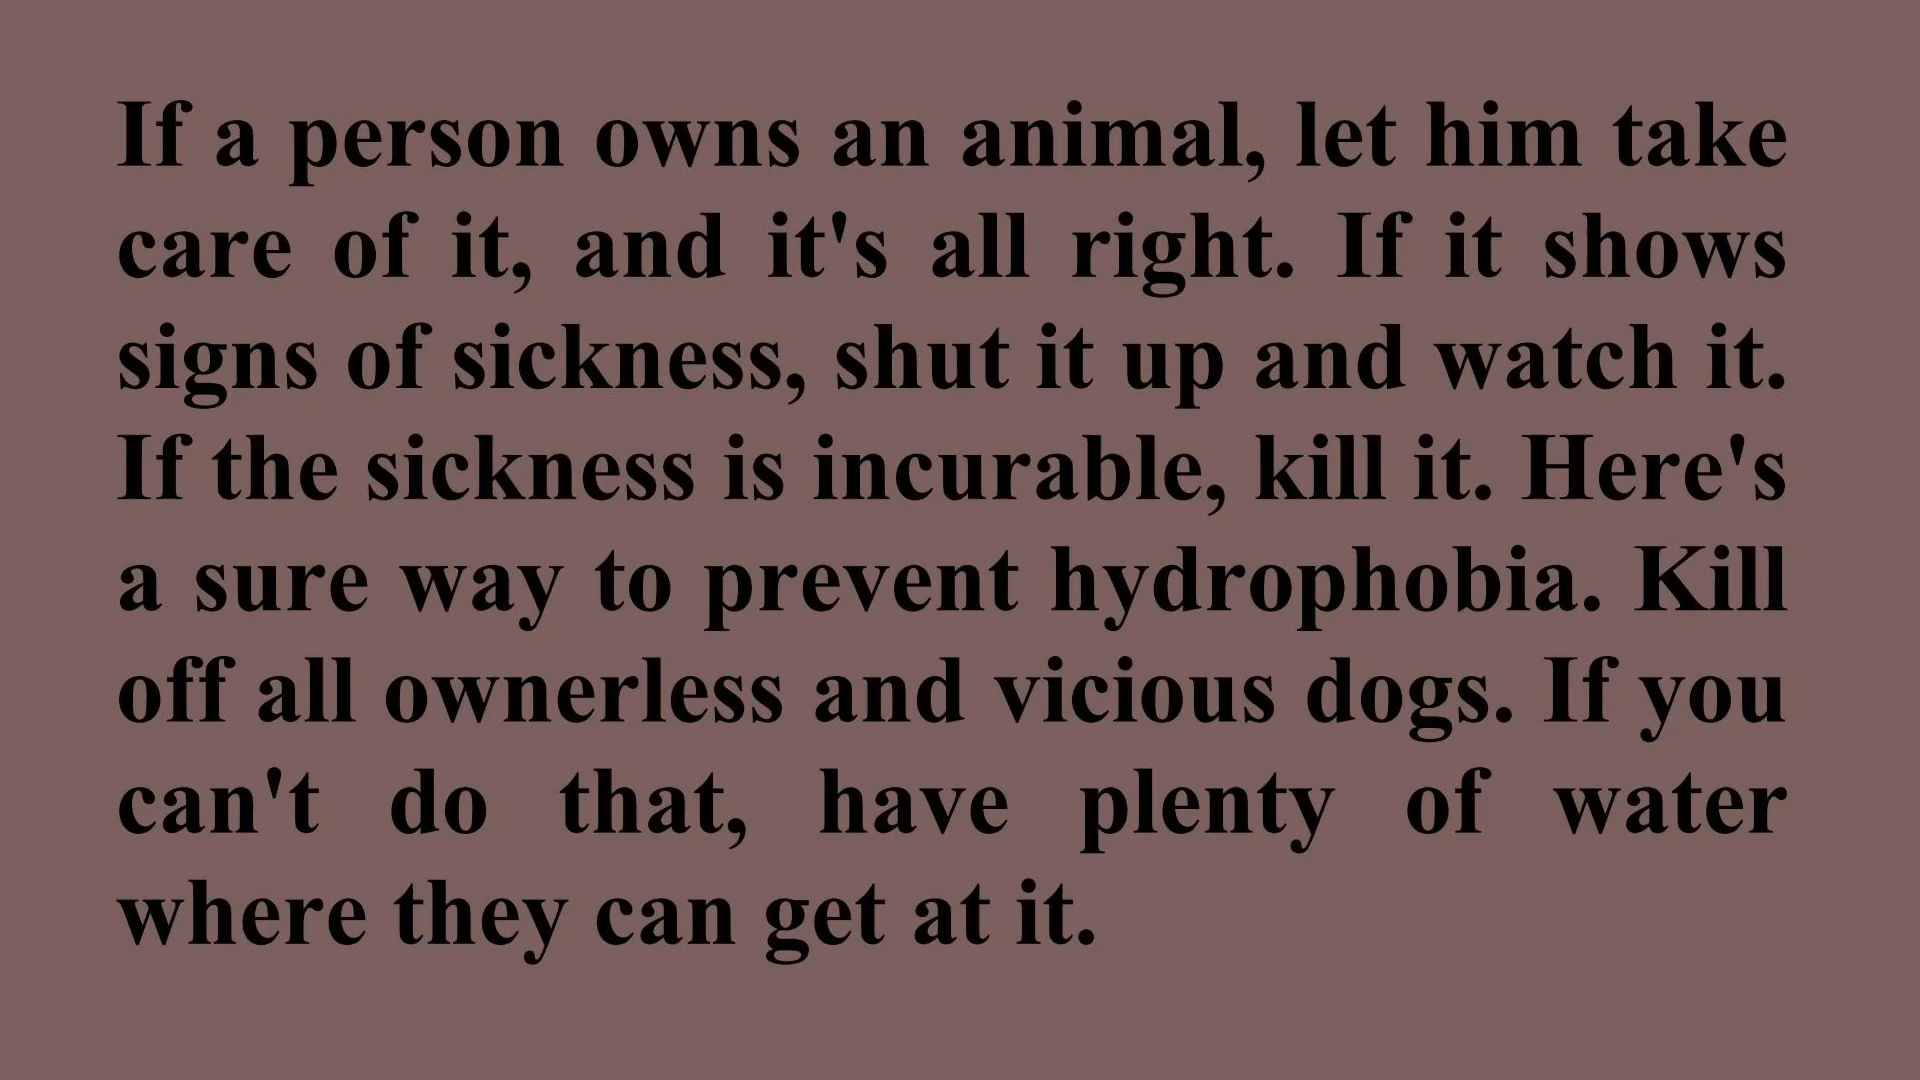 If a person owns an animal, let him take
care of it, and it's all right. If it shows
signs of sickness, shut it up and watch it.
If the sickness is incurable, kill it. Here's
a sure way to prevent hydrophobia. Kill
off all ownerless and vicious dogs. If you
can't do that, have plenty of water
where they can get at it.